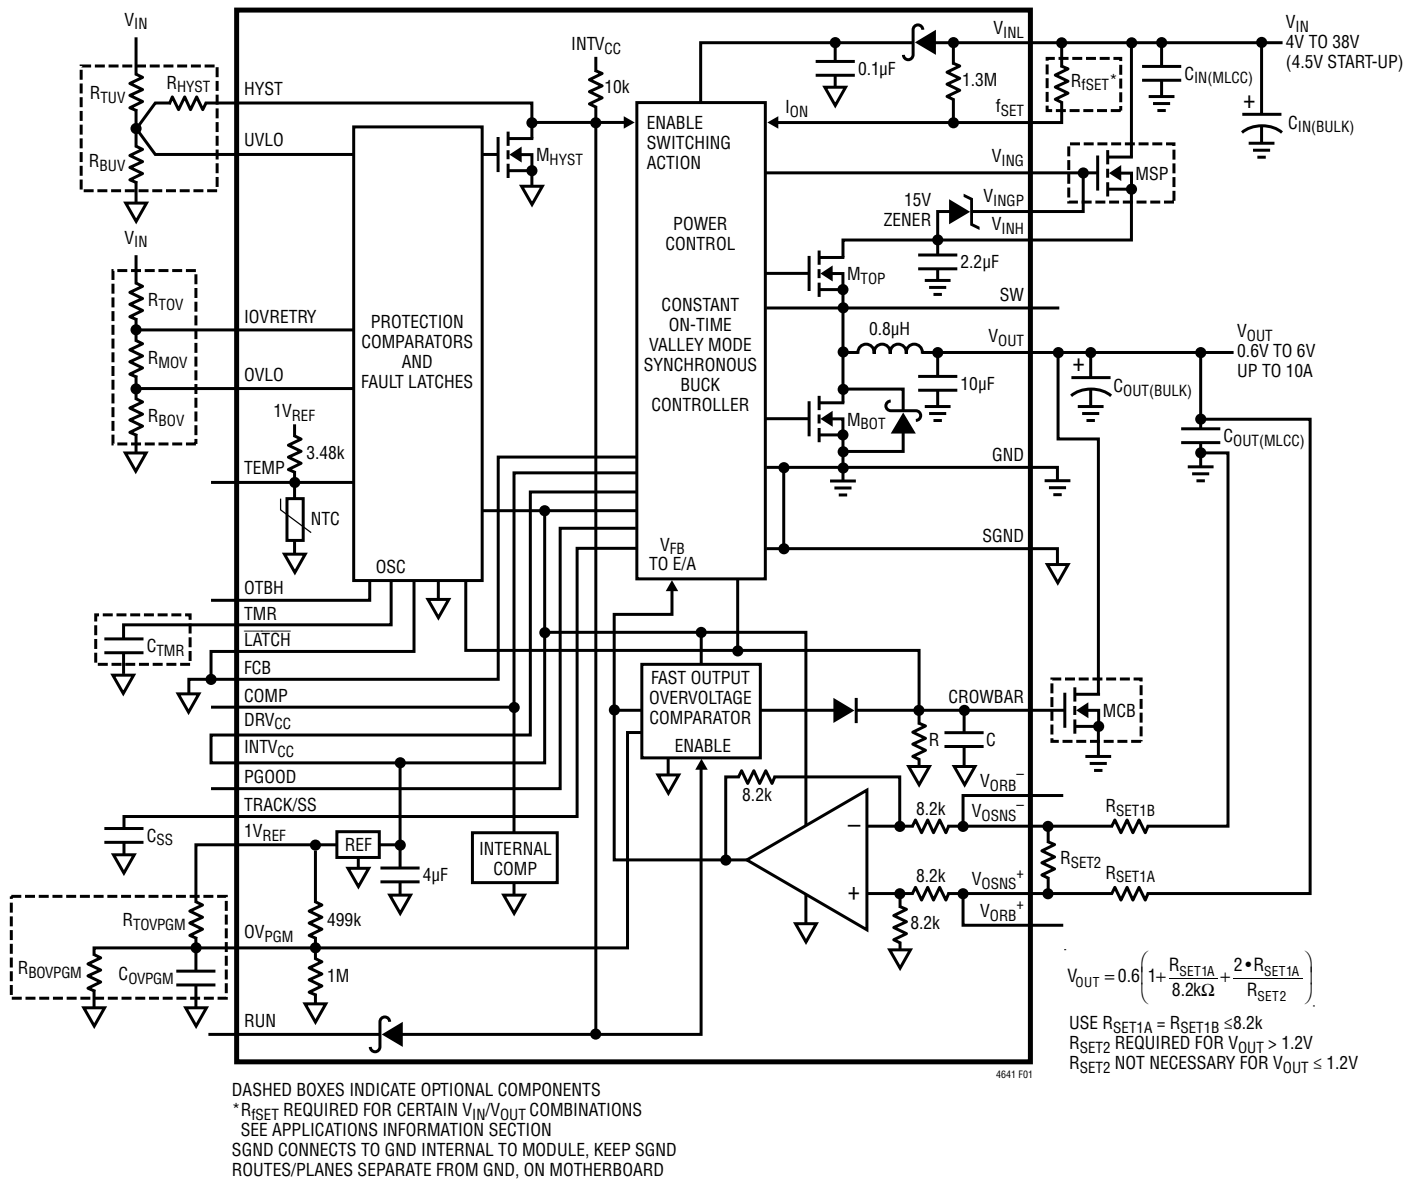 VIN
RTUV
RHYST
RBUV
VIN
RTOV
RMOV
RBOV
HYST
UVLO
IOVRETRY
OVLO
1VREF
3.48k
TEMP
NTC
OTBH
TMR
CTMR
LATCH
FCB
COMP
DRVCC
INTVCC
PGOOD
TRACK/SS
CSS
1VREF
REF
4µF
RTOVPGM
499k
OVPGM
RBOVPGM
COVPGM
1M
RUN
PROTECTION
COMPARATORS
AND
FAULT LATCHES
OSC
INTVCC
10k
MHYST
ENABLE
SWITCHING
ACTION
POWER
CONTROL
CONSTANT
ON-TIME
VALLEY MODE
SYNCHRONOUS
BUCK
CONTROLLER
VFB
TO E/A
0.1µF
1.3M
ION
VINL
fSET
VING
15V
ZENER
VINGP
VINH
2.2µF
MTOP
SW
0.8µH
VOUT
10µF
MBOT
GND
SGND
RfSET*
CIN(MLCC)
VIN
4V TO 38V
(4.5V START-UP)
+
CIN(BULK)
MSP
VOUT
0.6V TO 6V
UP TO 10A
+
COUT(BULK)
COUT(MLCC)
FAST OUTPUT
OVERVOLTAGE
COMPARATOR
ENABLE
CROWBAR
MCB
R
C
INTERNAL
COMP
8.2k
–
+
8.2k
8.2k
8.2k
VORB–
VOSNS–
VOSNS+
VORB+
RSET1B
RSET2
RSET1A
VOUT = 0.6(1+ RSET1A/8.2kΩ + 2•RSET1A/RSET2)
USE RSET1A = RSET1B ≤8.2k
RSET2 REQUIRED FOR VOUT > 1.2V
RSET2 NOT NECESSARY FOR VOUT ≤ 1.2V
4641 F01
DASHED BOXES INDICATE OPTIONAL COMPONENTS
*RfSET REQUIRED FOR CERTAIN VIN/VOUT COMBINATIONS
SEE APPLICATIONS INFORMATION SECTION
SGND CONNECTS TO GND INTERNAL TO MODULE, KEEP SGND
ROUTES/PLANES SEPARATE FROM GND, ON MOTHERBOARD